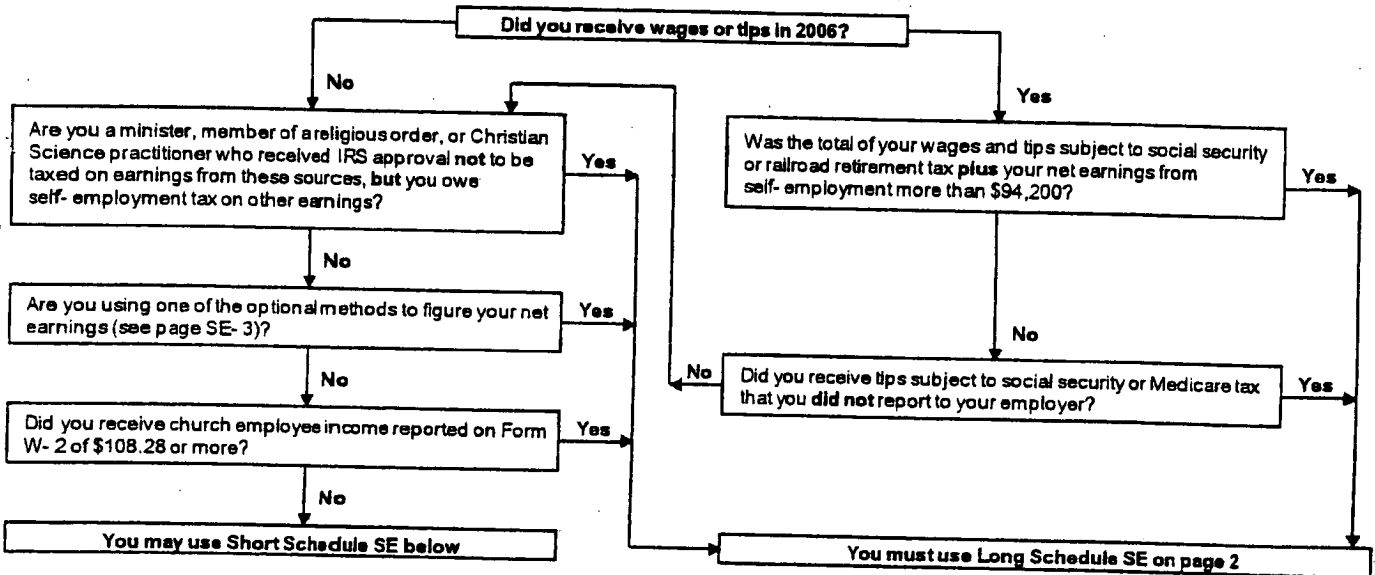 Did you receive wages or tips in 2006?
No
Yes
Are you a minister, member of a religious order, or Christian
Science practitioner who received IRS approval not to be
taxed on earnings from these sources, but you owe
self- employment tax on other earnings?
Yes
Was the total of your wages and tips subject to social security
or railroad retirement tax plus your net earnings from
self- employment more than $94,200?
Yes
No
Are you using one of the optional methods to figure your net
earnings (see page SE- 3)?
Yes
No
No
Did you receive tips subject to social security or Medicare tax
that you did not report to your employer?
No
Yes
Did you receive church employee income reported on Form
W- 2 of $108.28 or more?
Yes
No
You may use Short Schedule SE below
You must use Long Schedule SE on page 2